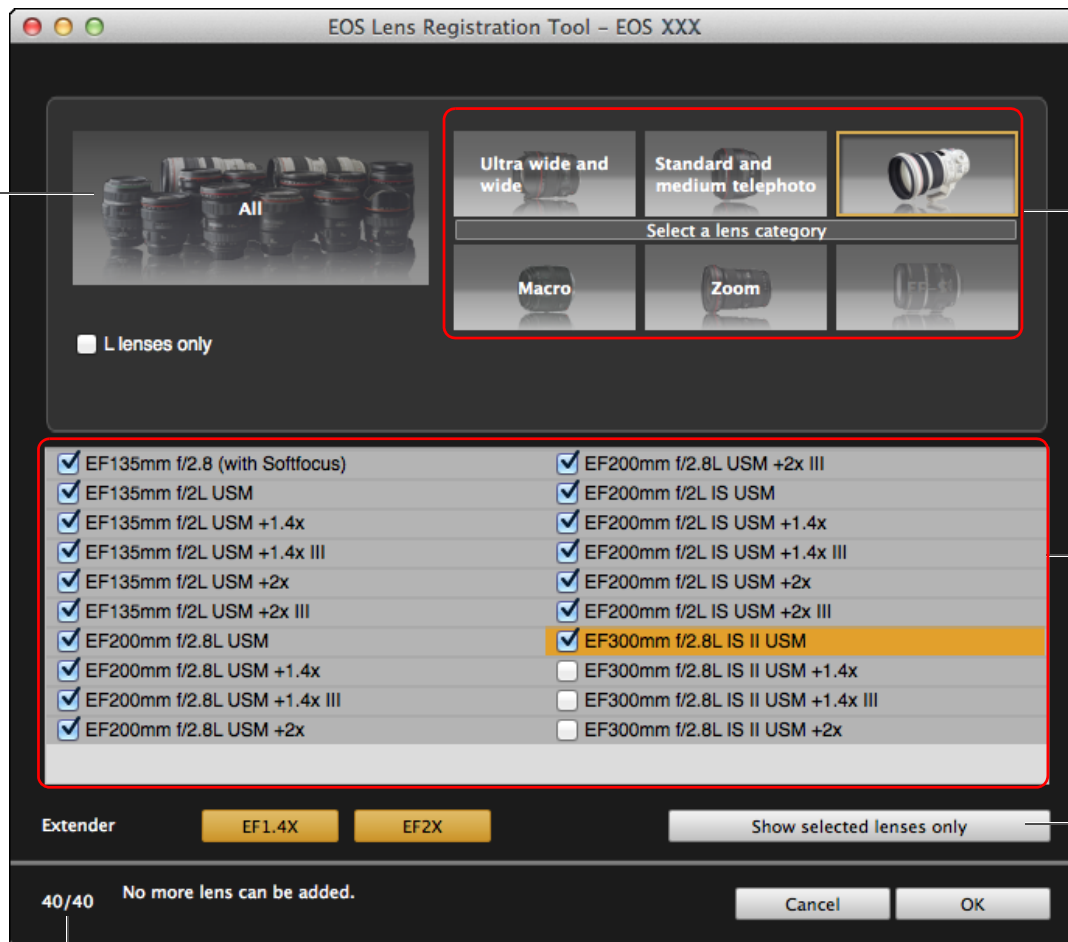 EOS Lens Registration Tool – EOS XXX
All
Ultra wide and
wide
Standard and
medium telephoto
Select a lens category
Macro
Zoom
EF-S
L lenses only
EF135mm f/2.8 (with Softfocus)
EF135mm f/2L USM
EF135mm f/2L USM +1.4x
EF135mm f/2L USM +1.4x III
EF135mm f/2L USM +2x
EF135mm f/2L USM +2x III
EF200mm f/2.8L USM
EF200mm f/2.8L USM +1.4x
EF200mm f/2.8L USM +1.4x III
EF200mm f/2.8L USM +2x
EF200mm f/2.8L USM +2x III
EF200mm f/2L IS USM
EF200mm f/2L IS USM +1.4x
EF200mm f/2L IS USM +1.4x III
EF200mm f/2L IS USM +2x
EF200mm f/2L IS USM +2x III
EF300mm f/2.8L IS II USM
EF300mm f/2.8L IS II USM +1.4x
EF300mm f/2.8L IS II USM +1.4x III
EF300mm f/2.8L IS II USM +2x
Extender
EF1.4X
EF2X
Show selected lenses only
40/40
No more lens can be added.
Cancel
OK